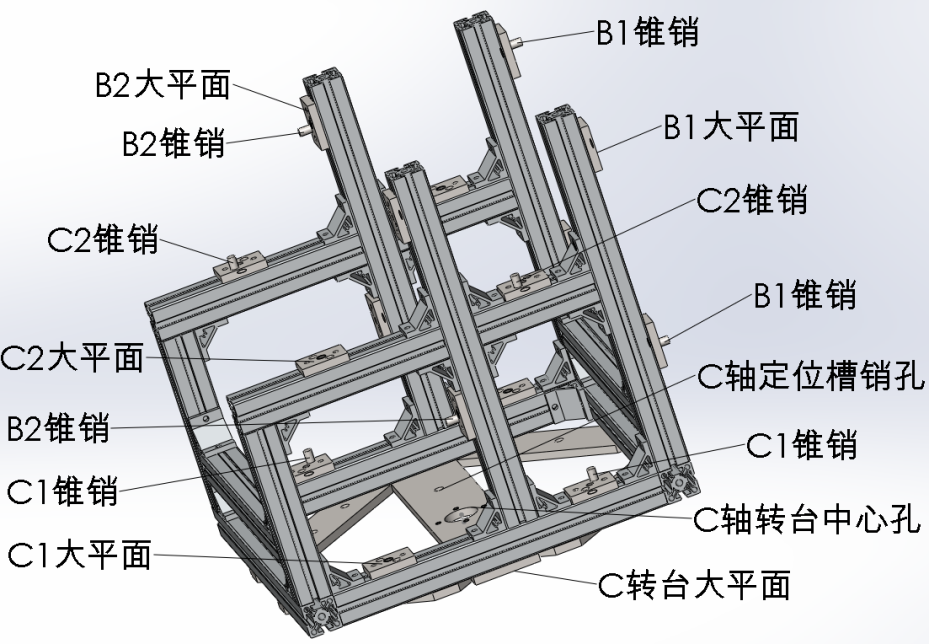 B1锥销
B2大平面
B1大平面
B2锥销
C2锥销
C2锥销
B1锥销
C2大平面
C轴定位槽销孔
B2锥销
C1锥销
C1锥销
C轴转台中心孔
C1大平面
C转台大平面